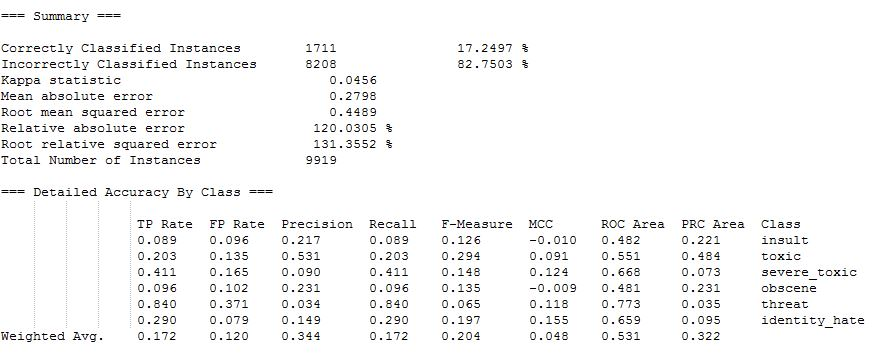 === Summary ===
Correctly Classified Instances 1711 17.2497 %
Incorrectly Classified Instances 8208 82.7503 %
Kappa statistic 0.0456
Mean absolute error 0.2798
Root mean squared error 0.4489
Relative absolute error 120.0305 %
Root relative squared error 131.3552 %
Total Number of Instances 9919
=== Detailed Accuracy By Class ===
TP Rate FP Rate Precision Recall F-Measure MCC ROC Area PRC Area Class
0.089 0.096 0.217 0.089 0.126 -0.010 0.482 0.221 insult
0.203 0.135 0.531 0.203 0.294 0.091 0.551 0.484 toxic
0.411 0.165 0.090 0.411 0.148 0.124 0.668 0.073 severe_toxic
0.096 0.102 0.231 0.096 0.135 -0.009 0.481 0.231 obscene
0.840 0.371 0.034 0.840 0.065 0.118 0.773 0.035 threat
0.290 0.079 0.149 0.290 0.197 0.155 0.659 0.095 identity_hate
Weighted Avg. 0.172 0.120 0.344 0.172 0.204 0.048 0.531 0.322